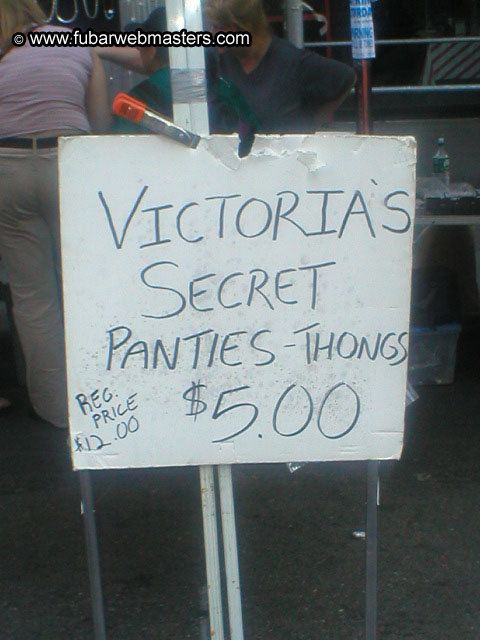 © www.fubarwebmasters.com
VICTORIA'S
SECRET
PANTIES-THONGS
$5.00
REG.
PRICE
$12.00